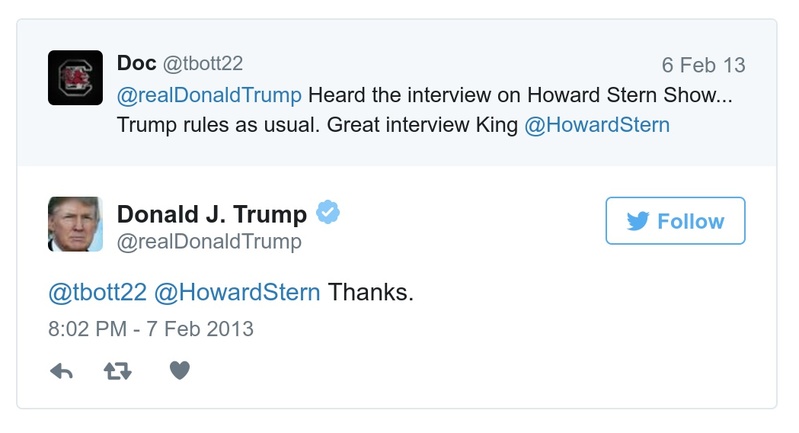 Doc @tbott22
6 Feb 13
@realDonaldTrump Heard the interview on Howard Stern Show...
Trump rules as usual. Great interview King @HowardStern
Donald J. Trump
@realDonaldTrump
Follow
@tbott22 @HowardStern Thanks.
8:02 PM - 7 Feb 2013